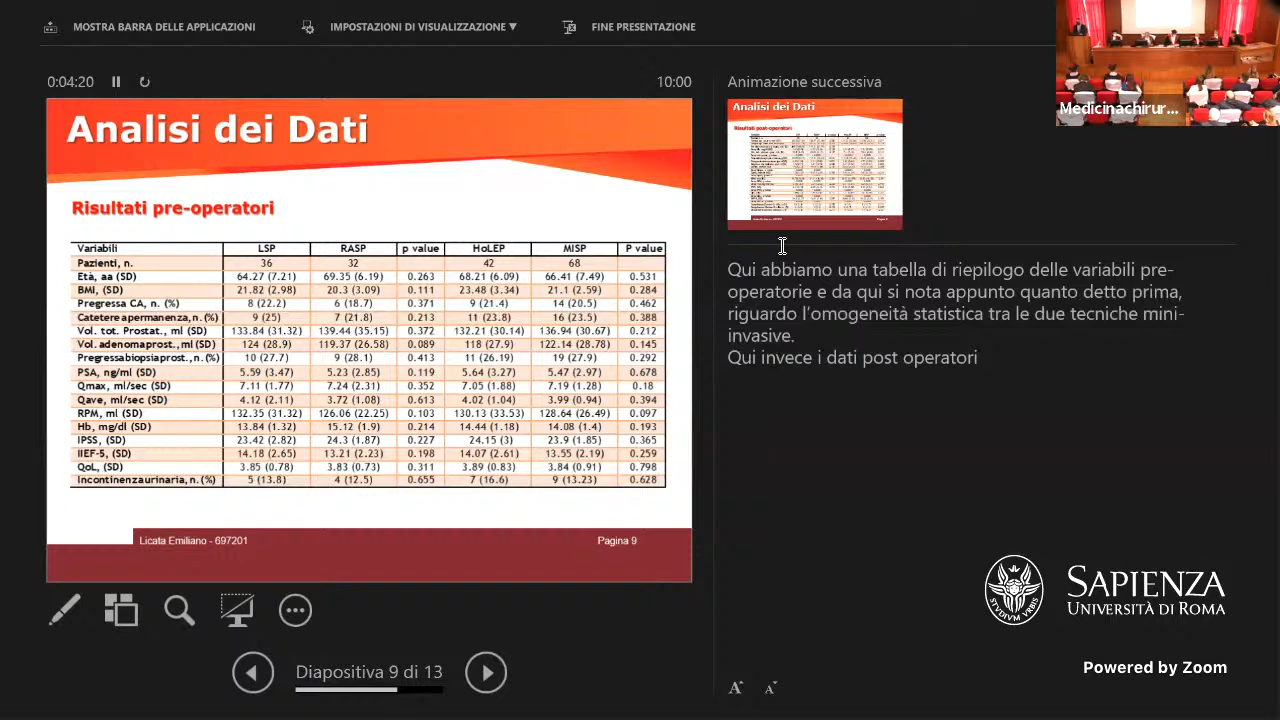 MOSTRA BARRA DELLE APPLICAZIONI
IMPOSTAZIONI DI VISUALIZZAZIONE ▼
FINE PRESENTAZIONE
0:04:20
10:00
Analisi dei Dati
Risultati pre-operatori
Variabili LSP RASP p value HoLEP MISP P value
Pazienti, n. 36 32 42 68
Età, aa (SD) 64.27 (7.21) 69.35 (6.19) 0.263 68.21 (6.09) 66.41 (7.49) 0.531
BMI, (SD) 21.82 (2.98) 20.3 (3.09) 0.111 23.48 (3.34) 21.1 (2.59) 0.284
Pregressa CA, n. (%) 8 (22.2) 6 (18.7) 0.371 9 (21.4) 14 (20.5) 0.462
Catetere a permanenza, n. (%) 9 (25) 7 (21.8) 0.213 11 (23.8) 16 (23.5) 0.388
Vol. tot. Prostat., ml (SD) 133.84 (31.32) 139.44 (35.15) 0.372 132.21 (30.14) 136.94 (30.67) 0.212
Vol. adenoma prost., ml (SD) 124 (28.9) 119.37 (26.58) 0.089 118 (27.9) 122.14 (28.78) 0.145
Pregressa biopsia prost., n. (%) 10 (27.7) 9 (28.1) 0.413 11 (26.19) 19 (27.9) 0.292
PSA, ng/ml (SD) 5.59 (3.47) 5.23 (2.85) 0.119 5.64 (3.27) 5.47 (2.97) 0.678
Qmax, ml/sec (SD) 7.11 (1.77) 7.24 (2.31) 0.352 7.05 (1.88) 7.19 (1.28) 0.18
Qave, ml/sec (SD) 4.12 (2.11) 3.72 (1.08) 0.613 4.02 (1.04) 3.99 (0.94) 0.394
RPM, ml (SD) 132.35 (31.32) 126.06 (22.25) 0.103 130.13 (33.53) 128.64 (26.49) 0.097
Hb, mg/dl (SD) 13.84 (1.32) 15.12 (1.9) 0.214 14.44 (1.18) 14.08 (1.4) 0.193
IPSS, (SD) 23.42 (2.82) 24.3 (1.87) 0.227 24.15 (3) 23.9 (1.85) 0.365
IIEF-5, (SD) 14.18 (2.65) 13.21 (2.23) 0.198 14.07 (2.61) 13.55 (2.19) 0.259
QoL, (SD) 3.85 (0.78) 3.83 (0.73) 0.311 3.89 (0.83) 3.84 (0.91) 0.798
Incontinenza urinaria, n. (%) 5 (13.8) 4 (12.5) 0.655 7 (16.6) 9 (13.23) 0.628
Licata Emiliano - 697201
Pagina 9
Diapositiva 9 di 13
Animazione successiva
Analisi dei Dati
Risultati post-operatori
Medicinachirur...
Qui abbiamo una tabella di riepilogo delle variabili pre-
operatorie e da qui si nota appunto quanto detto prima,
riguardo l'omogeneità statistica tra le due tecniche mini-
invasive.
Qui invece i dati post operatori
A
A
STVDIVM VRBIS
SAPIENZA
UNIVERSITÀ DI ROMA
Powered by Zoom